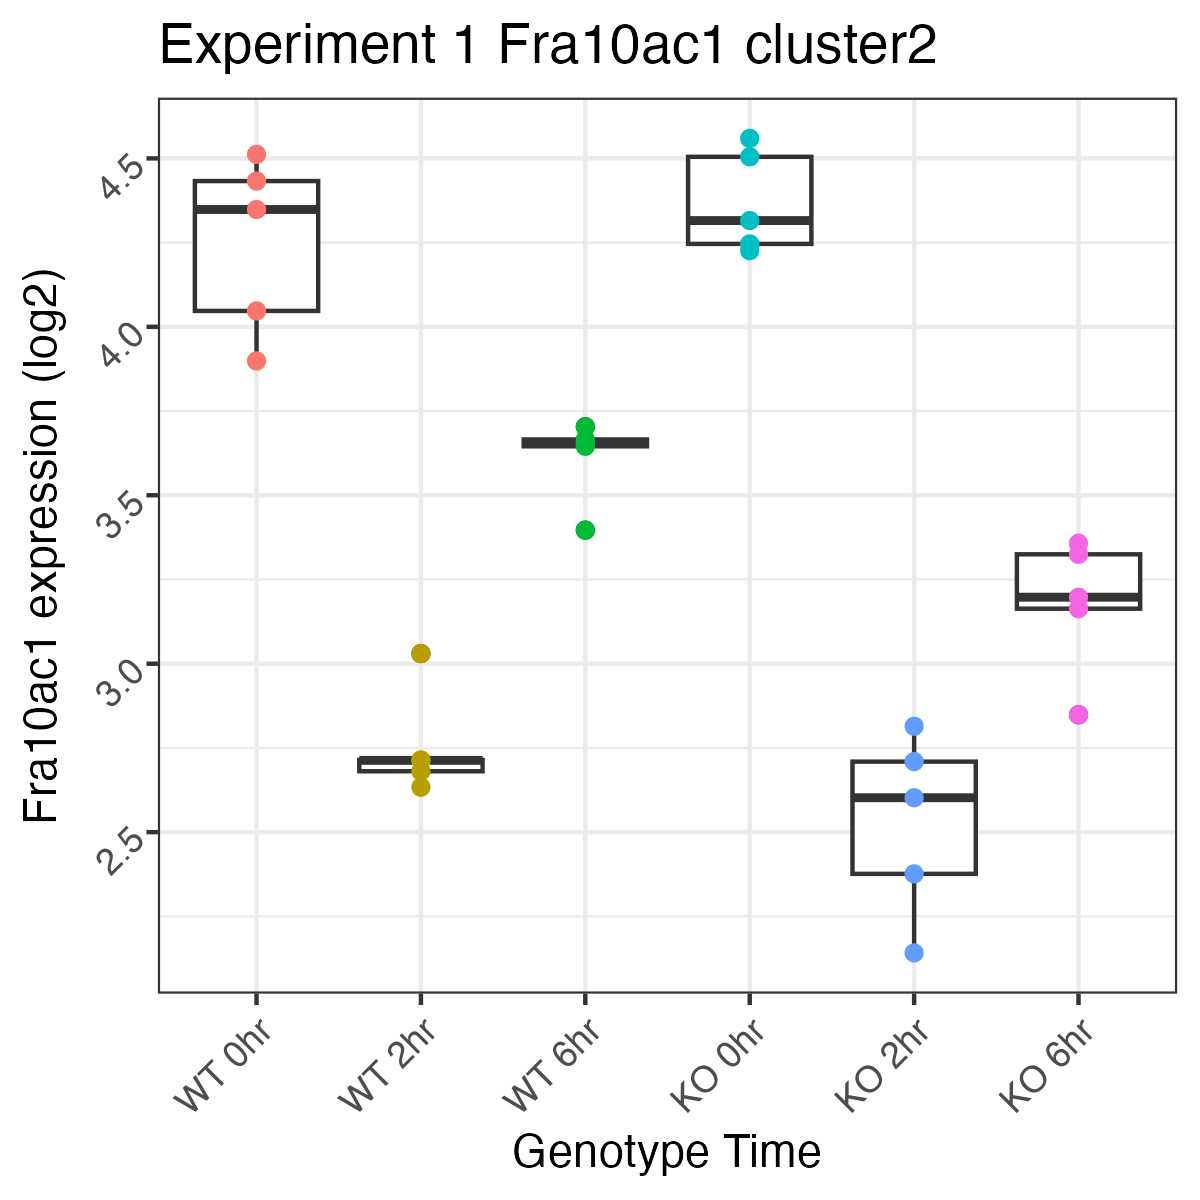 Experiment 1 Fra10ac1 cluster2
Fra10ac1 expression (log2)
4.5
4.0
3.5
3.0
2.5
WT 0hr
WT 2hr
WT 6hr
KO 0hr
KO 2hr
KO 6hr
Genotype Time